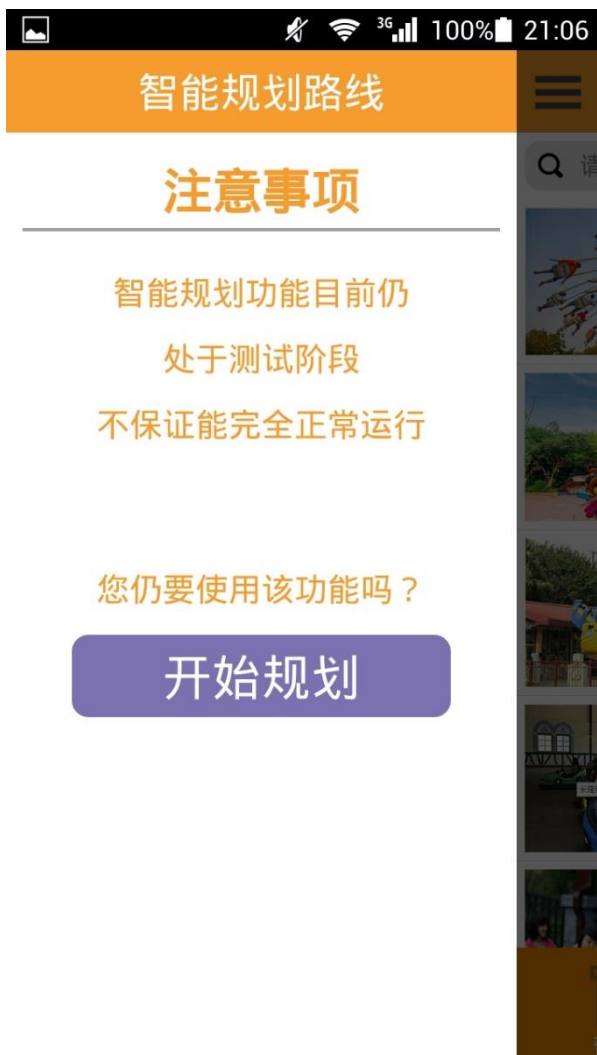 3G 100% 21:06
智能规划路线
请
注意事项
智能规划功能目前仍
处于测试阶段
不保证能完全正常运行
您仍要使用该功能吗？
开始规划